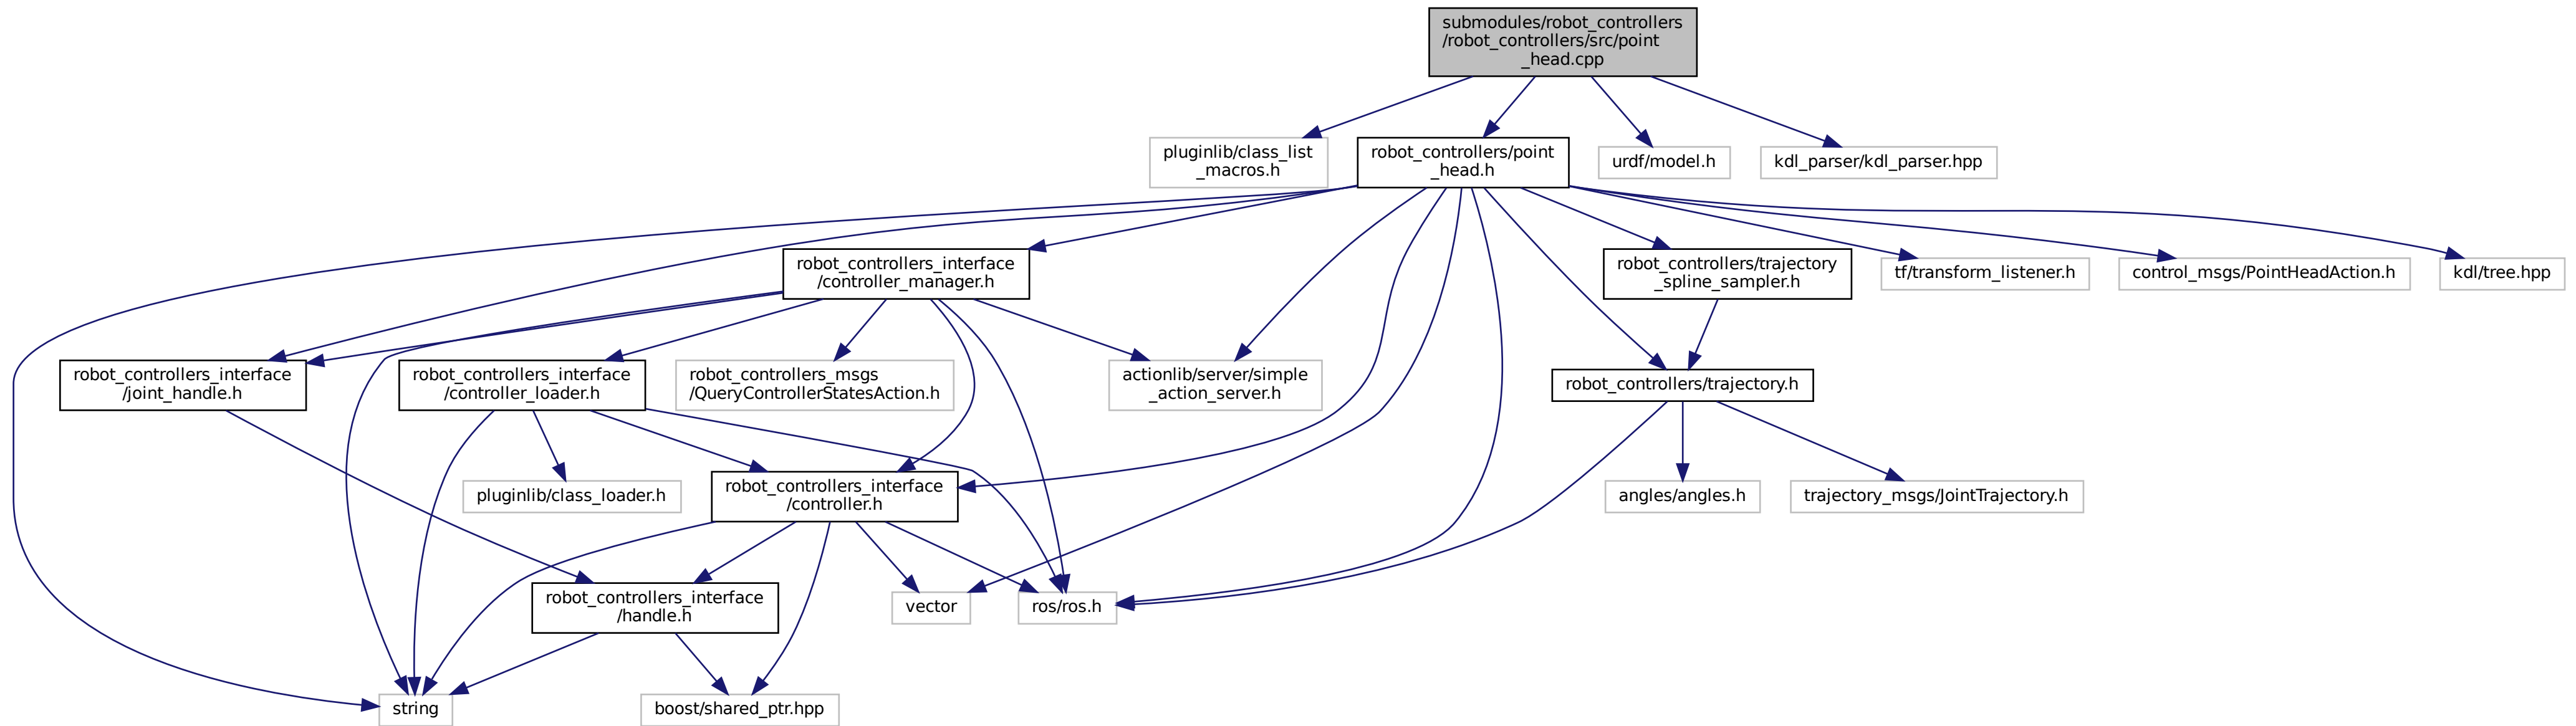 submodules/robot_controllers
/robot_controllers/src/point
_head.cpp
pluginlib/class_list
_macros.h
robot_controllers/point
_head.h
urdf/model.h
kdl_parser/kdl_parser.hpp
robot_controllers_interface
/controller_manager.h
robot_controllers/trajectory
_spline_sampler.h
tf/transform_listener.h
control_msgs/PointHeadAction.h
kdl/tree.hpp
robot_controllers_interface
/joint_handle.h
robot_controllers_interface
/controller_loader.h
robot_controllers_msgs
/QueryControllerStatesAction.h
actionlib/server/simple
_action_server.h
robot_controllers/trajectory.h
pluginlib/class_loader.h
robot_controllers_interface
/controller.h
angles/angles.h
trajectory_msgs/JointTrajectory.h
robot_controllers_interface
/handle.h
vector
ros/ros.h
string
boost/shared_ptr.hpp